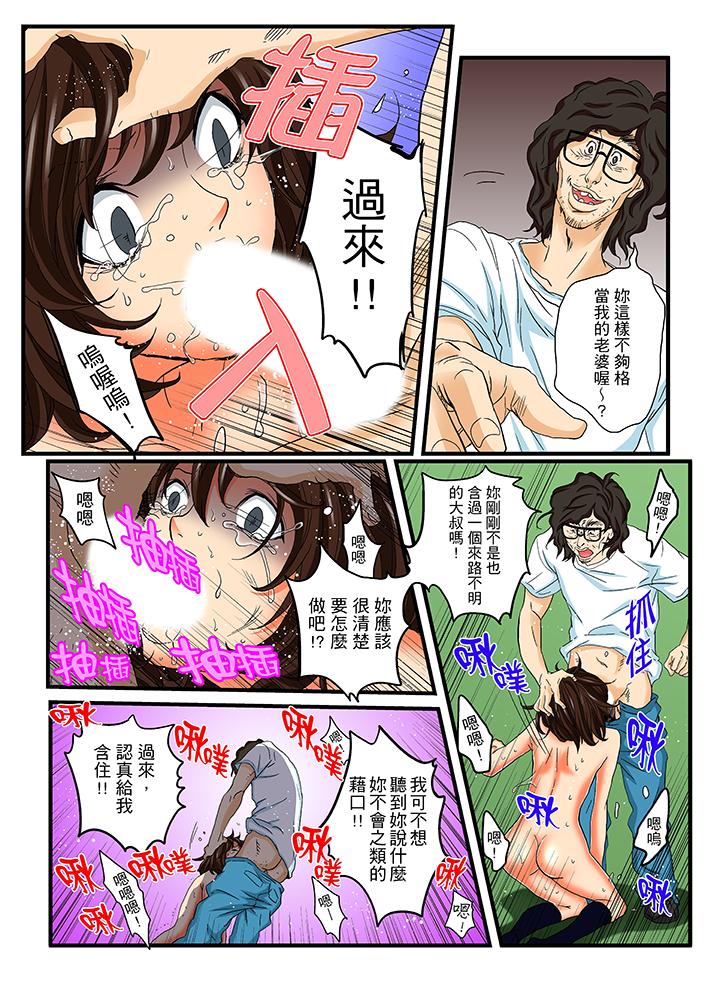 妳這樣不夠格
當我的老婆喔～？
插
過來!!
入
嗚喔嗚！
嗯嗯！
妳剛剛不是也
含過一個來路不明
的大叔嗎！
抓住
啾噗
啾噗
啾
啾
嗯嗚
嗯嗯！
嗯！
嗯嗯
嗯嗯
妳應該
很清楚
要怎麼
做吧!?
抽插
抽插
抽插
抽插
我可不想
聽到妳說什麼
妳不會之類的
藉口!!
過來，
認真給我
含住!!
啾
啾噗
啾噗
啾
啾
啾噗
啾
啾
嗯
嗯—
嗯！
嗯嗯嗯！